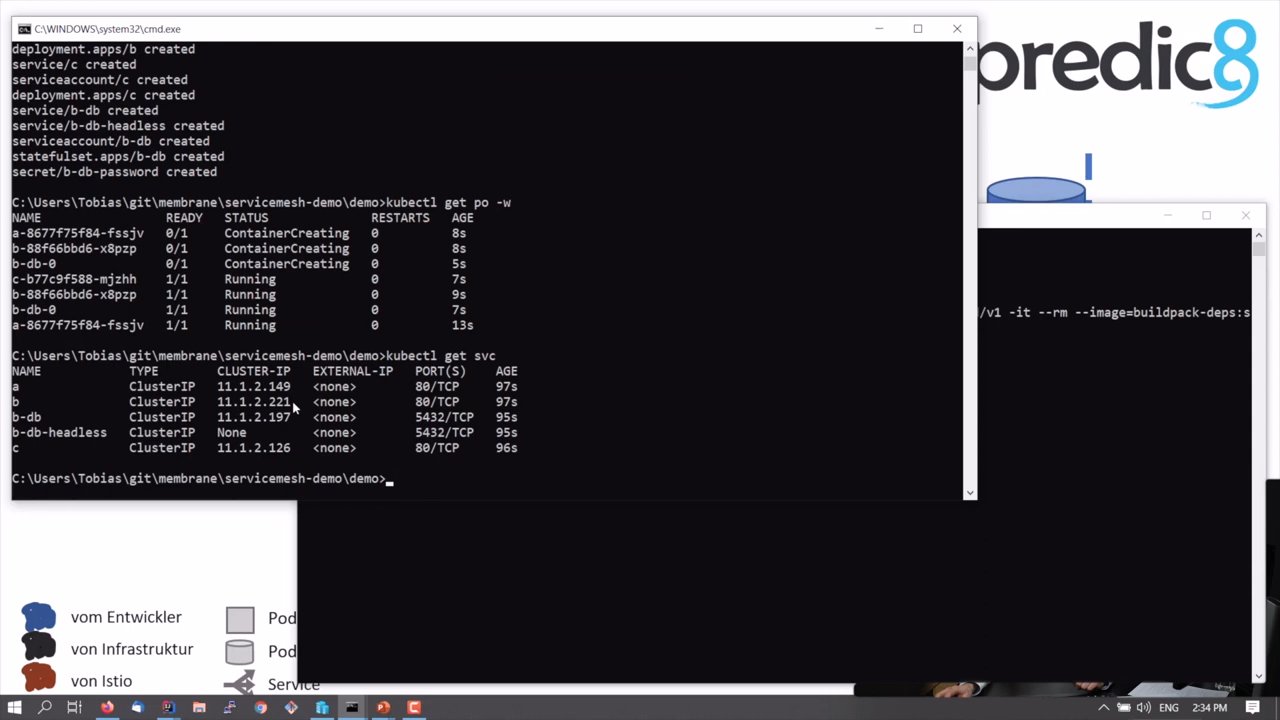 C:\WINDOWS\system32\cmd.exe
deployment.apps/b created
service/c created
serviceaccount/c created
deployment.apps/c created
service/b-db created
service/b-db-headless created
serviceaccount/b-db created
statefulset.apps/b-db created
secret/b-db-password created
C:\Users\Tobias\git\membrane\servicemesh-demo\demo>kubectl get po -w
NAME READY STATUS RESTARTS AGE
a-8677f75f84-fssjv 0/1 ContainerCreating 0 8s
b-88f66bbd6-x8pzp 0/1 ContainerCreating 0 8s
b-db-0 0/1 ContainerCreating 0 5s
c-b77c9f588-mjzhh 1/1 Running 0 7s
b-88f66bbd6-x8pzp 1/1 Running 0 9s
b-db-0 1/1 Running 0 7s
a-8677f75f84-fssjv 1/1 Running 0 13s
C:\Users\Tobias\git\membrane\servicemesh-demo\demo>kubectl get svc
NAME TYPE CLUSTER-IP EXTERNAL-IP PORT(S) AGE
a ClusterIP 11.1.2.149 <none> 80/TCP 97s
b ClusterIP 11.1.2.221 <none> 80/TCP 97s
b-db ClusterIP 11.1.2.197 <none> 5432/TCP 95s
b-db-headless ClusterIP None <none> 5432/TCP 95s
c ClusterIP 11.1.2.126 <none> 80/TCP 96s
C:\Users\Tobias\git\membrane\servicemesh-demo\demo>
predic8
/v1 -it --rm --image=buildpack-deps:s
vom Entwickler
Pod
von Infrastruktur
Pod
von Istio
Service
ENG
2:34 PM